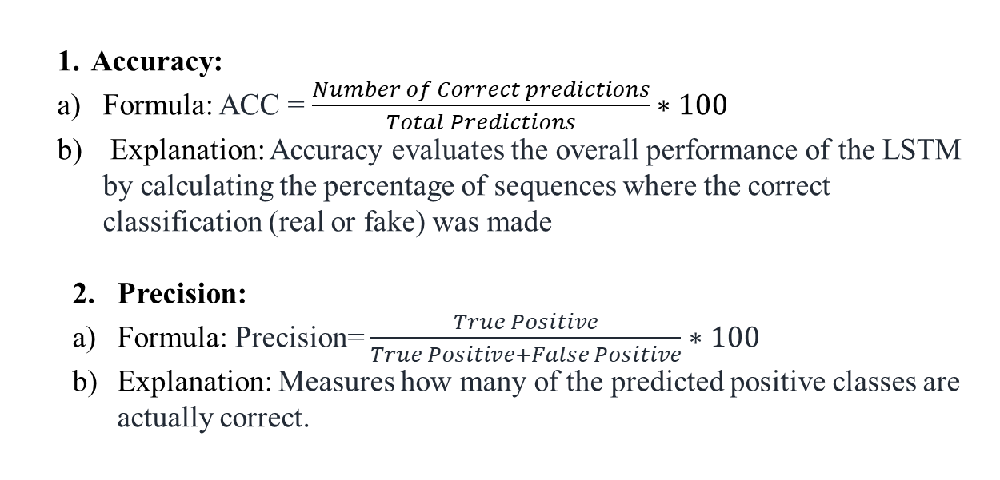 1. Accuracy:
a) Formula: ACC = Number of Correct predictions / Total Predictions * 100
b) Explanation: Accuracy evaluates the overall performance of the LSTM
by calculating the percentage of sequences where the correct
classification (real or fake) was made
2. Precision:
a) Formula: Precision= True Positive / True Positive+False Positive * 100
b) Explanation: Measures how many of the predicted positive classes are
actually correct.